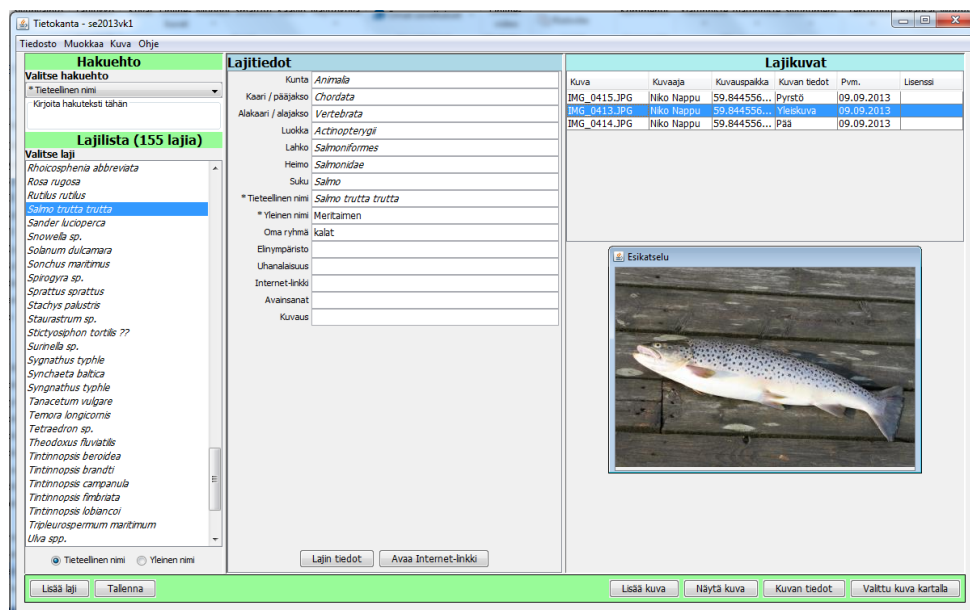 Tietokanta - se2013vk1
Tiedosto Muokkaa Kuva Ohje
Hakuehto
Valitse hakuehto
* Tieteellinen nimi
Kirjoita hakuteksti tähän
Lajilista (155 lajia)
Valitse laji
Rhoicosphenia abbreviata
Rosa rugosa
Rutilus rutilus
Salmo trutta trutta
Sander lucioperca
Snowella sp.
Solanum dulcamara
Sonchus maritimus
Spirogyra sp.
Sprattus sprattus
Stachys palustris
Staurastrum sp.
Stictyosiphon tortilis ??
Surinella sp.
Sygnathus typhle
Synchaeta baltica
Syngnathus typhle
Tanacetum vulgare
Temora longicornis
Tetraedron sp.
Theodoxus fluviatilis
Tintinnopsis beroidea
Tintinnopsis brandti
Tintinnopsis campanula
Tintinnopsis fimbriata
Tintinnopsis lobiancoi
Tripleurospermum maritimum
Ulva spp.
Tieteellinen nimi Yleinen nimi
Lajitiedot
Kunta Animalia
Kaari / pääjakso Chordata
Alakaari / alajakso Vertebrata
Luokka Actinopterygii
Lahko Salmoniformes
Heimo Salmonidae
Suku Salmo
* Tieteellinen nimi Salmo trutta trutta
* Yleinen nimi Meritaimen
Oma ryhmä kalat
Elinympäristo
Uhanalaisuus
Internet-linkki
Avainsanat
Kuvaus
Lajin tiedot Avaa Internet-linkki
Lajikuvat
Kuva Kuvaaja Kuvauspaikka Kuvan tiedot Pvm. Lisenssi
IMG_0415.JPG Niko Nappu 59.844556... Pyrstö 09.09.2013
IMG_0413.JPG Niko Nappu 59.844556... Yleiskuva 09.09.2013
IMG_0414.JPG Niko Nappu 59.844556... Pää 09.09.2013
Esikatselu
Lisää laji Tallenna Lisää kuva Näytä kuva Kuvan tiedot Valittu kuva kartalla